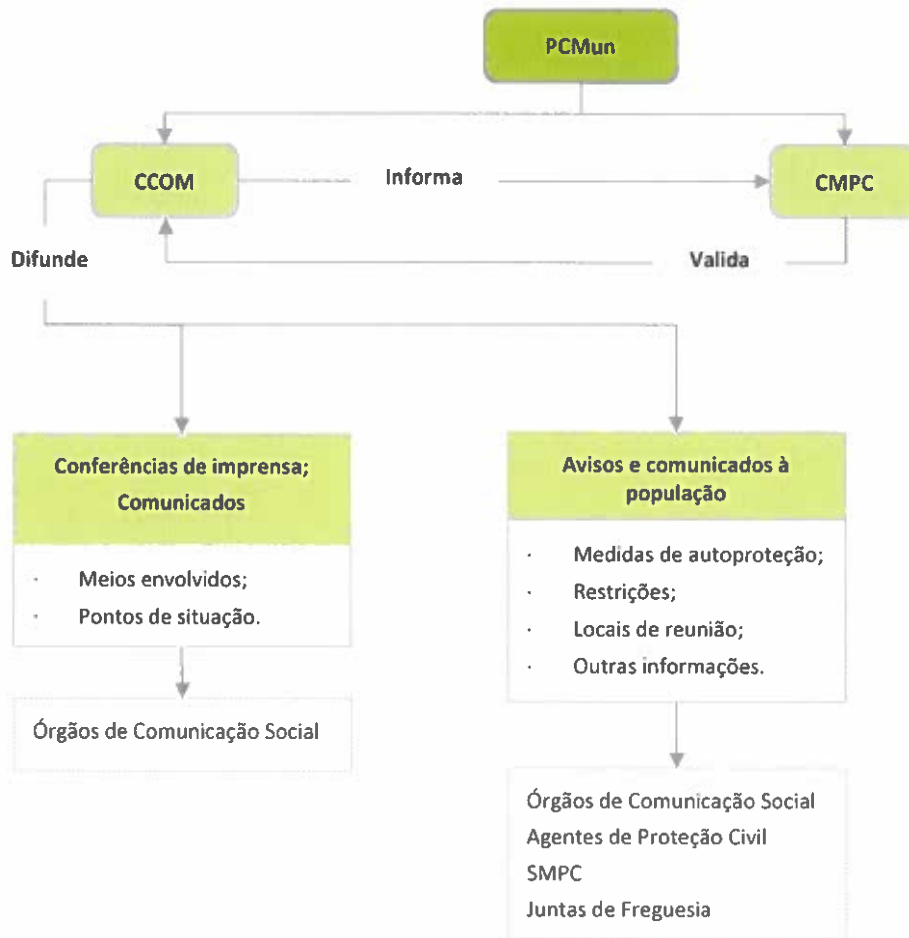 PCMun
CCOM
Informa
CMPC
Difunde
Valida
Conferências de imprensa;
Comunicados
· Meios envolvidos;
· Pontos de situação.
Órgãos de Comunicação Social
Avisos e comunicados à
população
· Medidas de autoproteção;
· Restrições;
· Locais de reunião;
· Outras informações.
Órgãos de Comunicação Social
Agentes de Proteção Civil
SMPC
Juntas de Freguesia